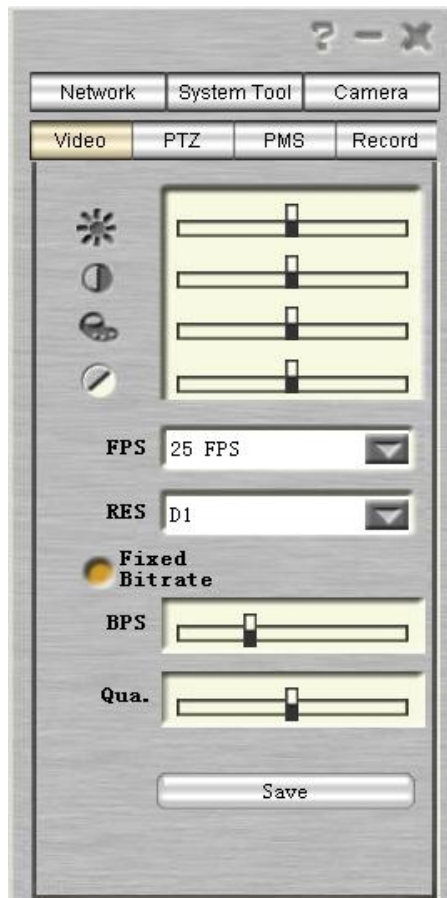 ?
Network System Tool Camera
Video PTZ PMS Record
FPS 25 FPS
RES D1
Fixed
Bitrate
BPS
Qua.
Save